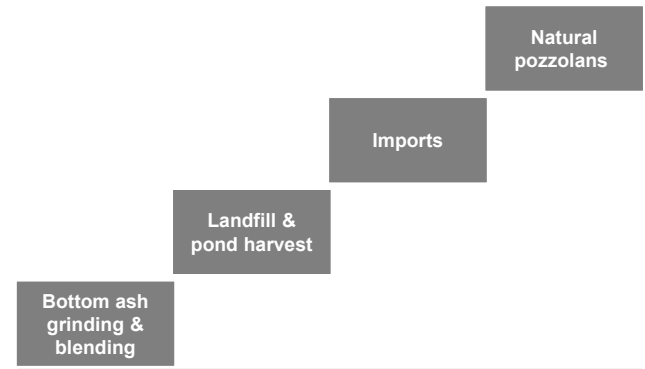 Natural
pozzolans
Imports
Landfill &
pond harvest
Bottom ash
grinding &
blending